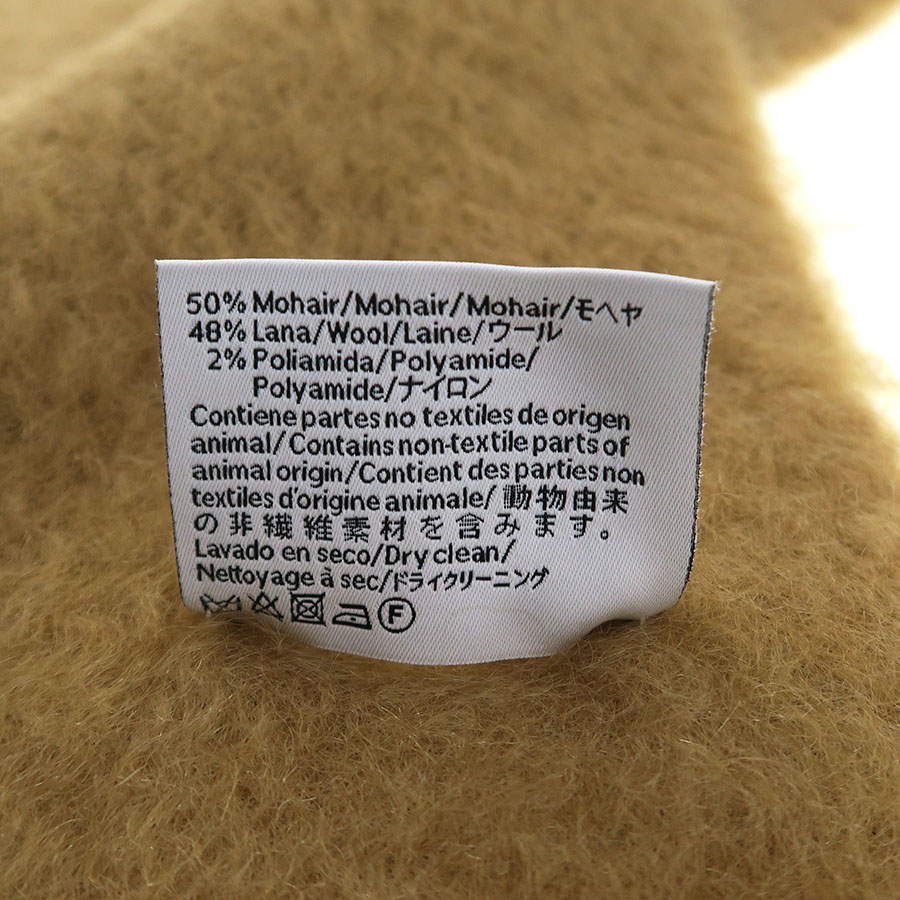 50% Mohair/Mohair/Mohair/モヘヤ
48% Lana/Wool/Laine/ウール
2% Poliamida/Polyamide/
Polyamide/ナイロン
Contiene partes no textiles de origen
animal/Contains non-textile parts of
animal origin/Contient des parties non
textiles d'origine animale/動物由来
の非繊維素材を含みます。
Lavado en seco/Dry clean/
Nettoyage à sec/ドライクリーニング
F